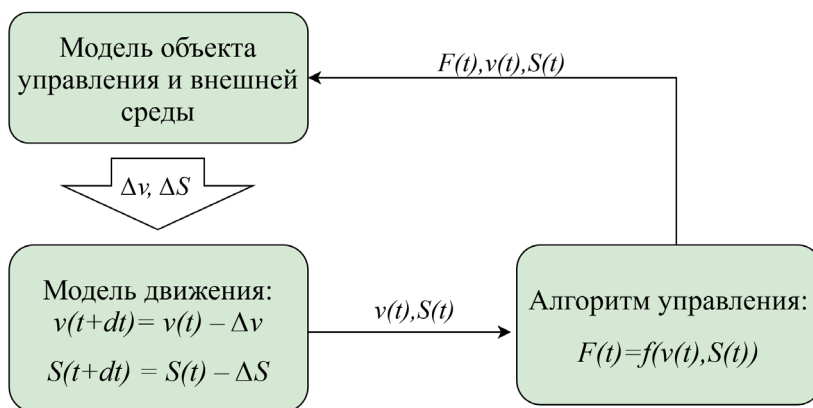 Модель объекта
управления и внешней
среды
F(t),v(t),S(t)
Δv, ΔS
Модель движения:
v(t+dt)= v(t) – Δv
S(t+dt) = S(t) – ΔS
v(t),S(t)
Алгоритм управления:
F(t)=f(v(t),S(t))